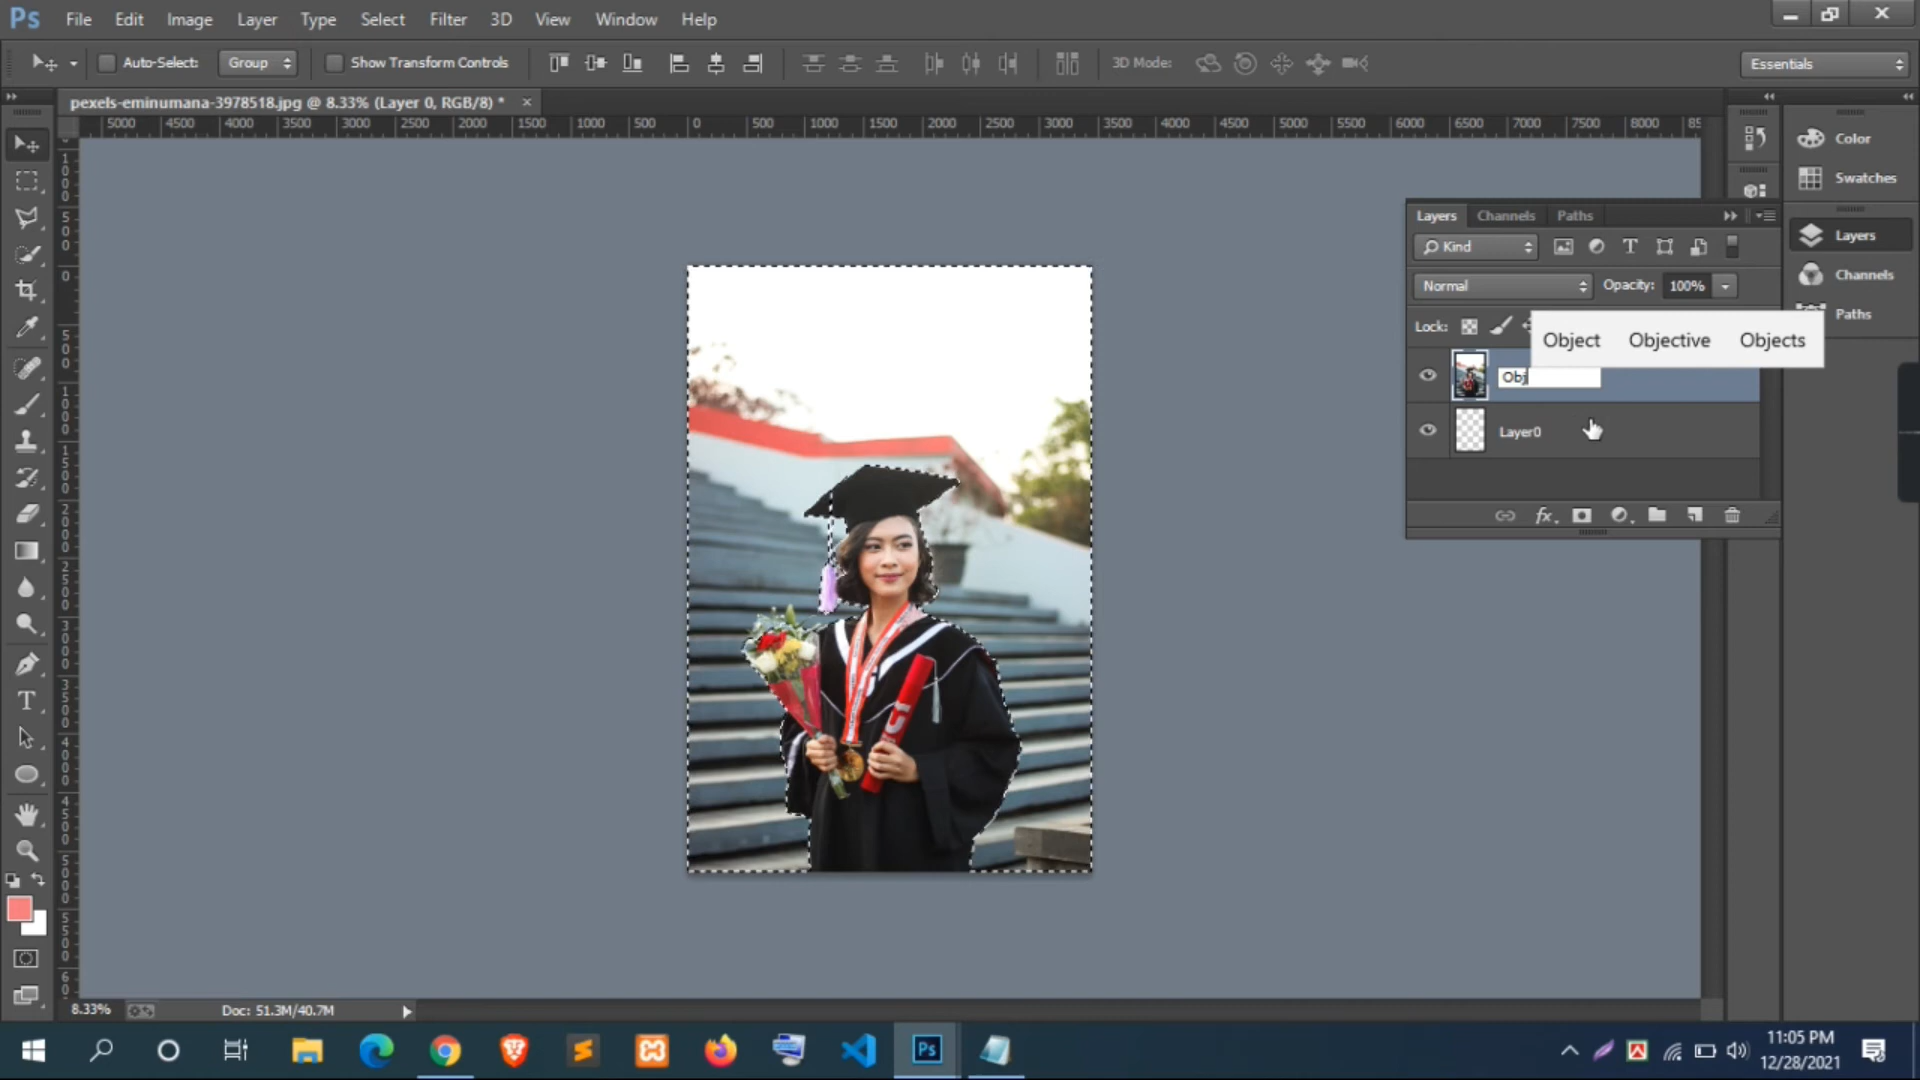 Ps File Edit Image Layer Type Select Filter 3D View Window Help
Auto-Select: Group Show Transform Controls 3D Mode: Essentials
pexels-eminumana-3978518.jpg @ 8.33% (Layer 0, RGB/8) * ×
5000 4500 4000 3500 3000 2500 2000 1500 1000 500 0 500 1000 1500 2000 2500 3000 3500 4000 4500 5000 5500 6000 6500 7000 7500 8000 85
Color
Swatches
Layers Channels Paths
Kind
Layers
Normal Opacity: 100%
Channels
Lock:
Paths
Object Objective Objects
Obj
Layer0
fx
8.33% Doc: 51.3M/40.7M
Ps
11:05 PM
12/28/2021